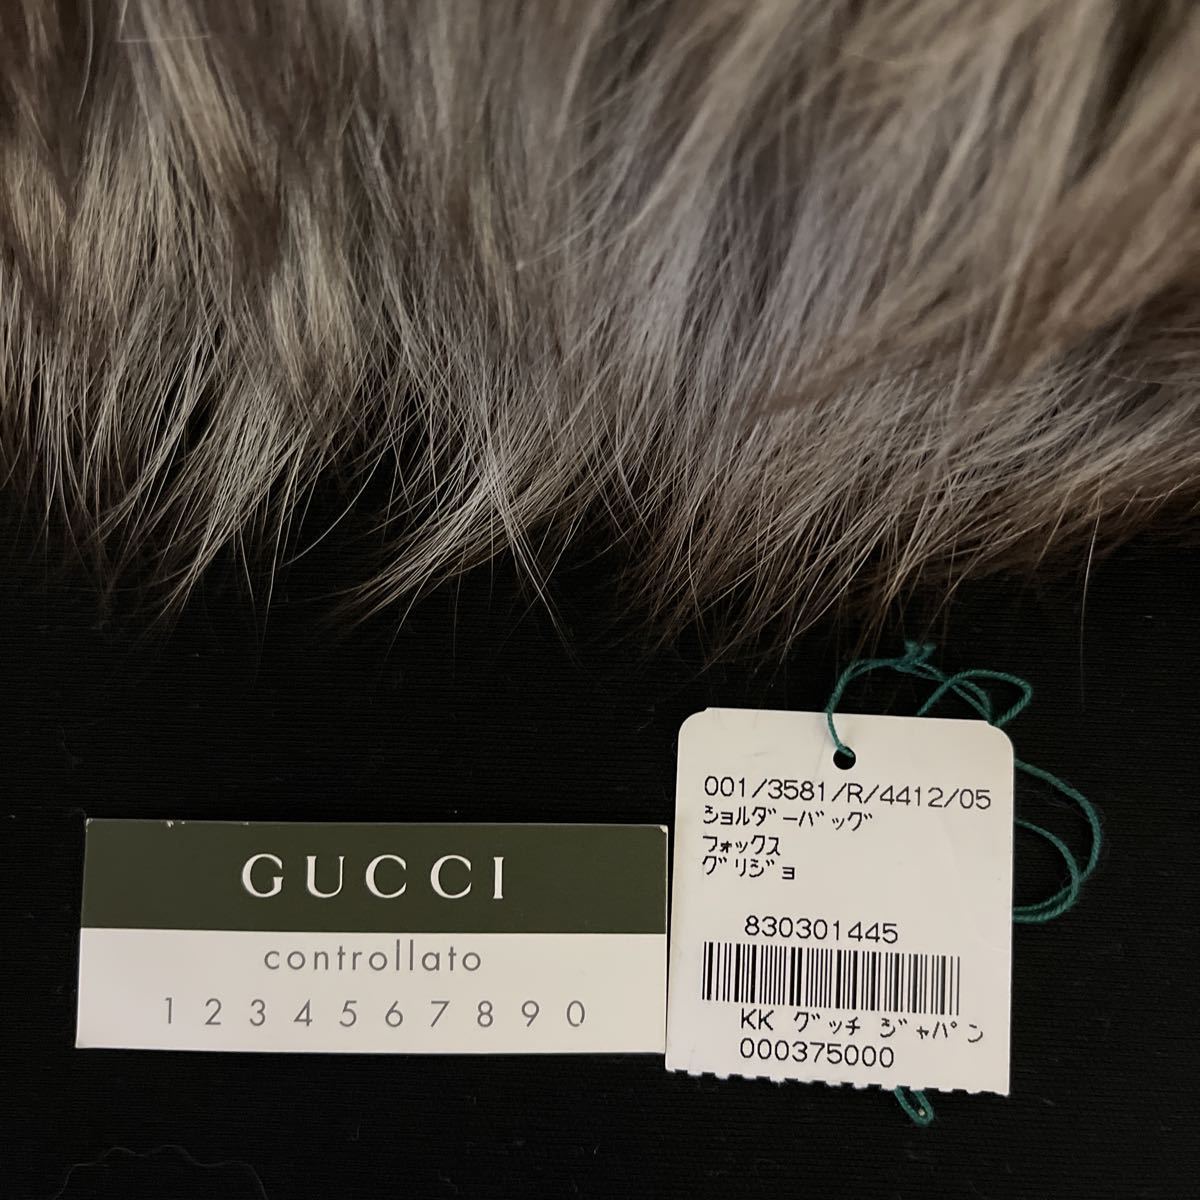 GUCCI
controllato
1 2 3 4 5 6 7 8 9 0
001/3581/R/4412/05
ショルダーバッグ
フォックス
グリジョ
830301445
KK グッチ ジャパン
000375000